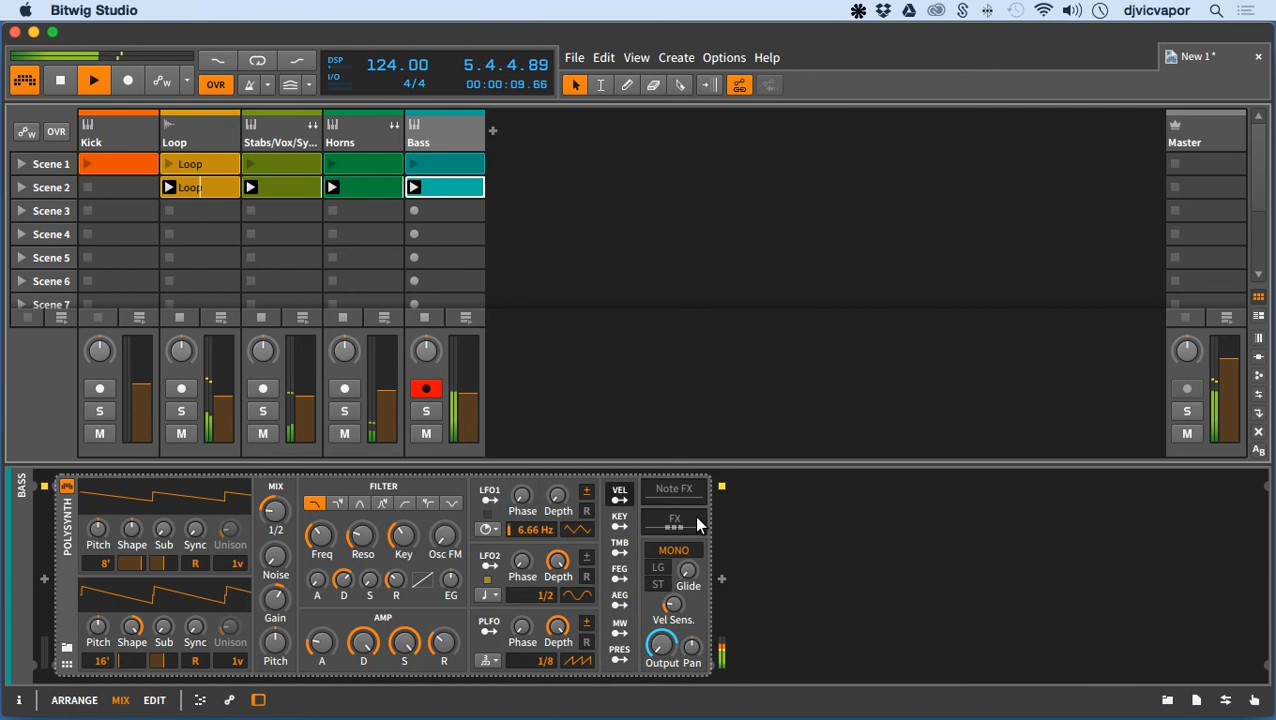 Bitwig Studio djvicvapor
New 1*
File Edit View Create Options Help
DSP 124.00 5.4.4.89
I/O 4/4 00:00:09.66
OVR
OVR
Kick Loop Stabs/Vox/Sy... Horns Bass Master
Scene 1 Loop
Scene 2 Loop
Scene 3
Scene 4
Scene 5
Scene 6
Scene 7
S S S S S S
M M M M M M
AB
BASS
POLYSYNTH
MIX FILTER LFO1 VEL Note FX
Phase Depth R
1/2 KEY FX
Pitch Shape Sub Sync Unison Freq Reso Key Osc FM 6.66 Hz
8' R 1v TMB MONO
Noise LFO2 LG
A D S R EG Phase Depth R FEG ST Glide
Gain 1/2 AEG
AMP Vel Sens.
PLFO MW
Pitch Shape Sub Sync Unison Phase Depth R
16' R 1v Pitch A D S R 1/8 PRES Output Pan
ARRANGE MIX EDIT